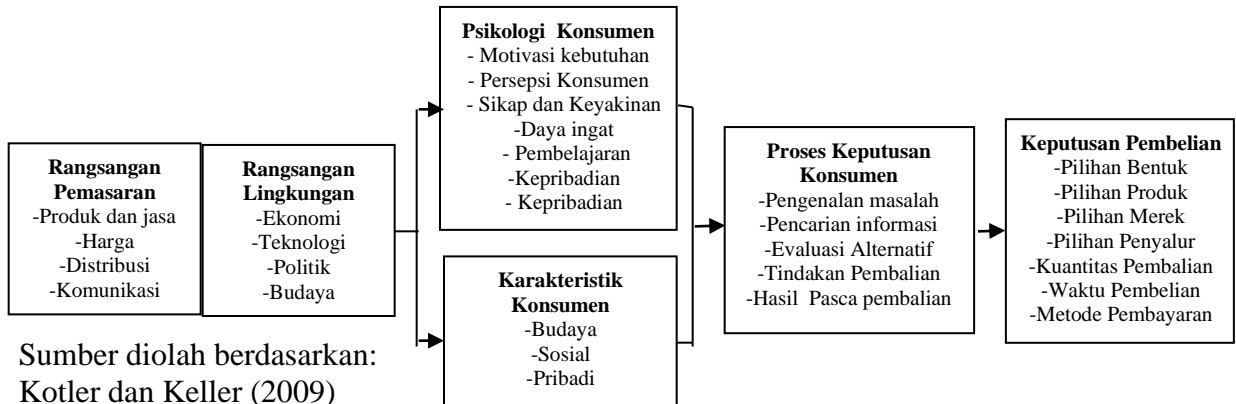 Rangsangan
Pemasaran
-Produk dan jasa
-Harga
-Distribusi
-Komunikasi
Rangsangan
Lingkungan
-Ekonomi
-Teknologi
-Politik
-Budaya
Psikologi Konsumen
- Motivasi kebutuhan
- Persepsi Konsumen
- Sikap dan Keyakinan
-Daya ingat
- Pembelajaran
-Kepribadian
- Kepribadian
Karakteristik
Konsumen
-Budaya
-Sosial
-Pribadi
Proses Keputusan
Konsumen
-Pengenalan masalah
-Pencarian informasi
-Evaluasi Alternatif
-Tindakan Pembalian
-Hasil Pasca pembalian
Keputusan Pembelian
-Pilihan Bentuk
-Pilihan Produk
-Pilihan Merek
-Pilihan Penyalur
-Kuantitas Pembalian
-Waktu Pembelian
-Metode Pembayaran
Sumber diolah berdasarkan:
Kotler dan Keller (2009)